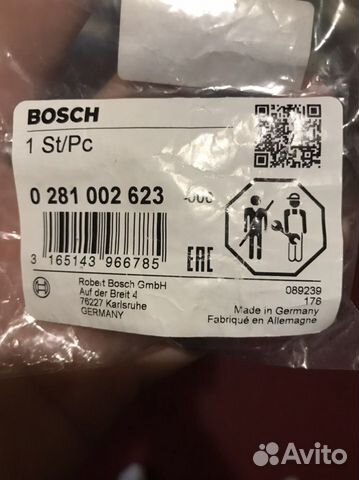 BOSCH
1 St/Pc
0 281 002 623
3 165143 966785
EAC
Robert Bosch GmbH
Auf der Breit 4
76227 Karlsruhe
GERMANY
089239
176
Made in Germany
Fabriqué en Allemagne
Avito